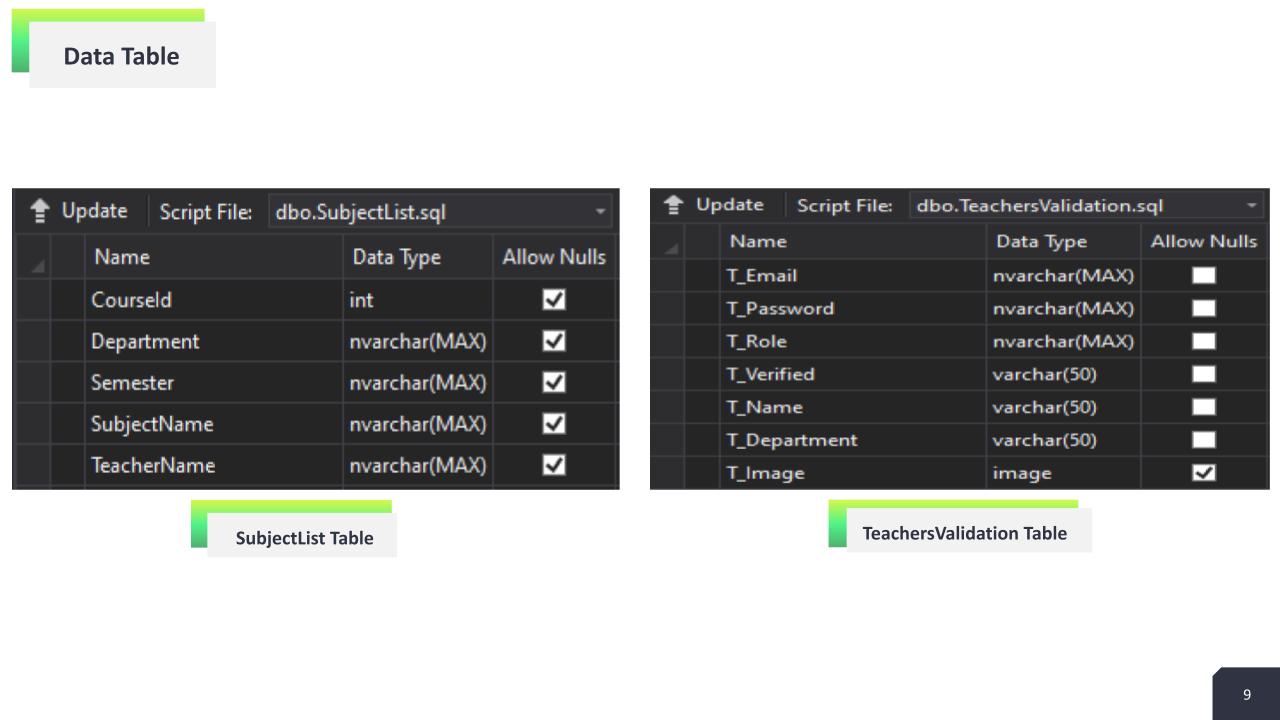 Data Table
Update Script File: dbo.SubjectList.sql
Name Data Type Allow Nulls
CourseId int
Department nvarchar(MAX)
Semester nvarchar(MAX)
SubjectName nvarchar(MAX)
TeacherName nvarchar(MAX)
SubjectList Table
Update Script File: dbo.TeachersValidation.sql
Name Data Type Allow Nulls
T_Email nvarchar(MAX)
T_Password nvarchar(MAX)
T_Role nvarchar(MAX)
T_Verified varchar(50)
T_Name varchar(50)
T_Department varchar(50)
T_Image image
TeachersValidation Table
9